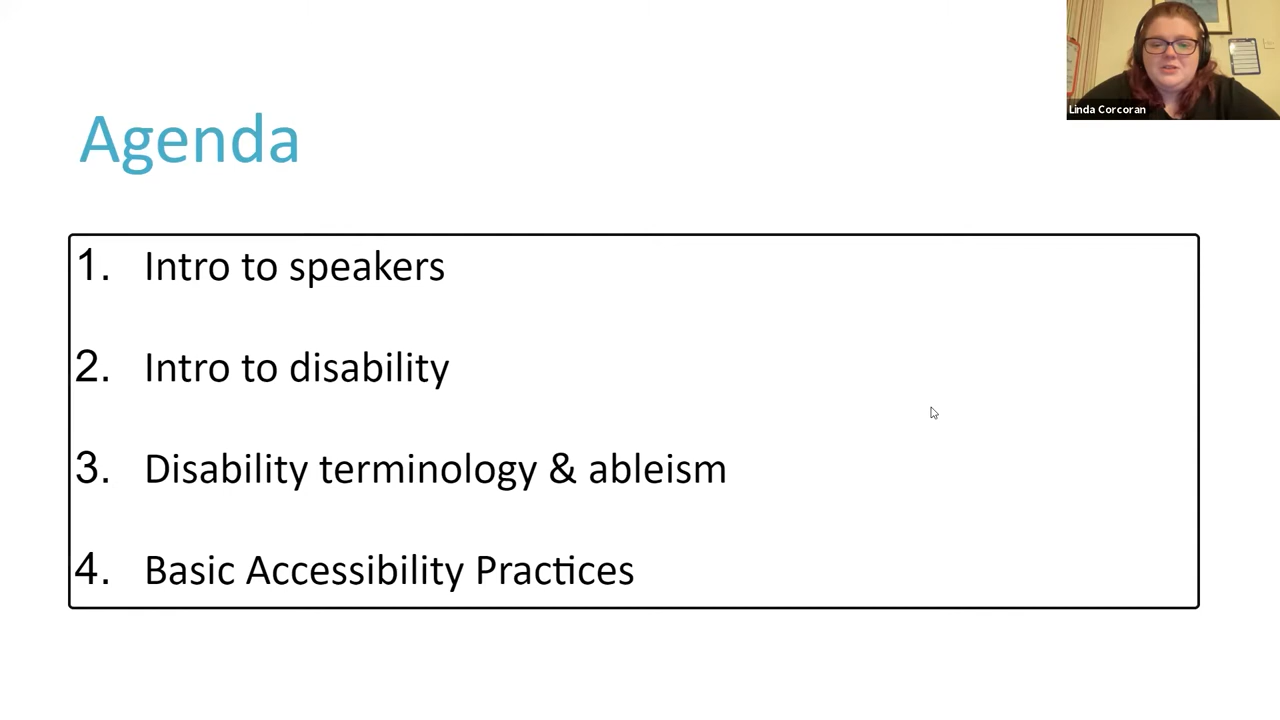 Linda Corcoran
Agenda
1. Intro to speakers
2. Intro to disability
3. Disability terminology & ableism
4. Basic Accessibility Practices